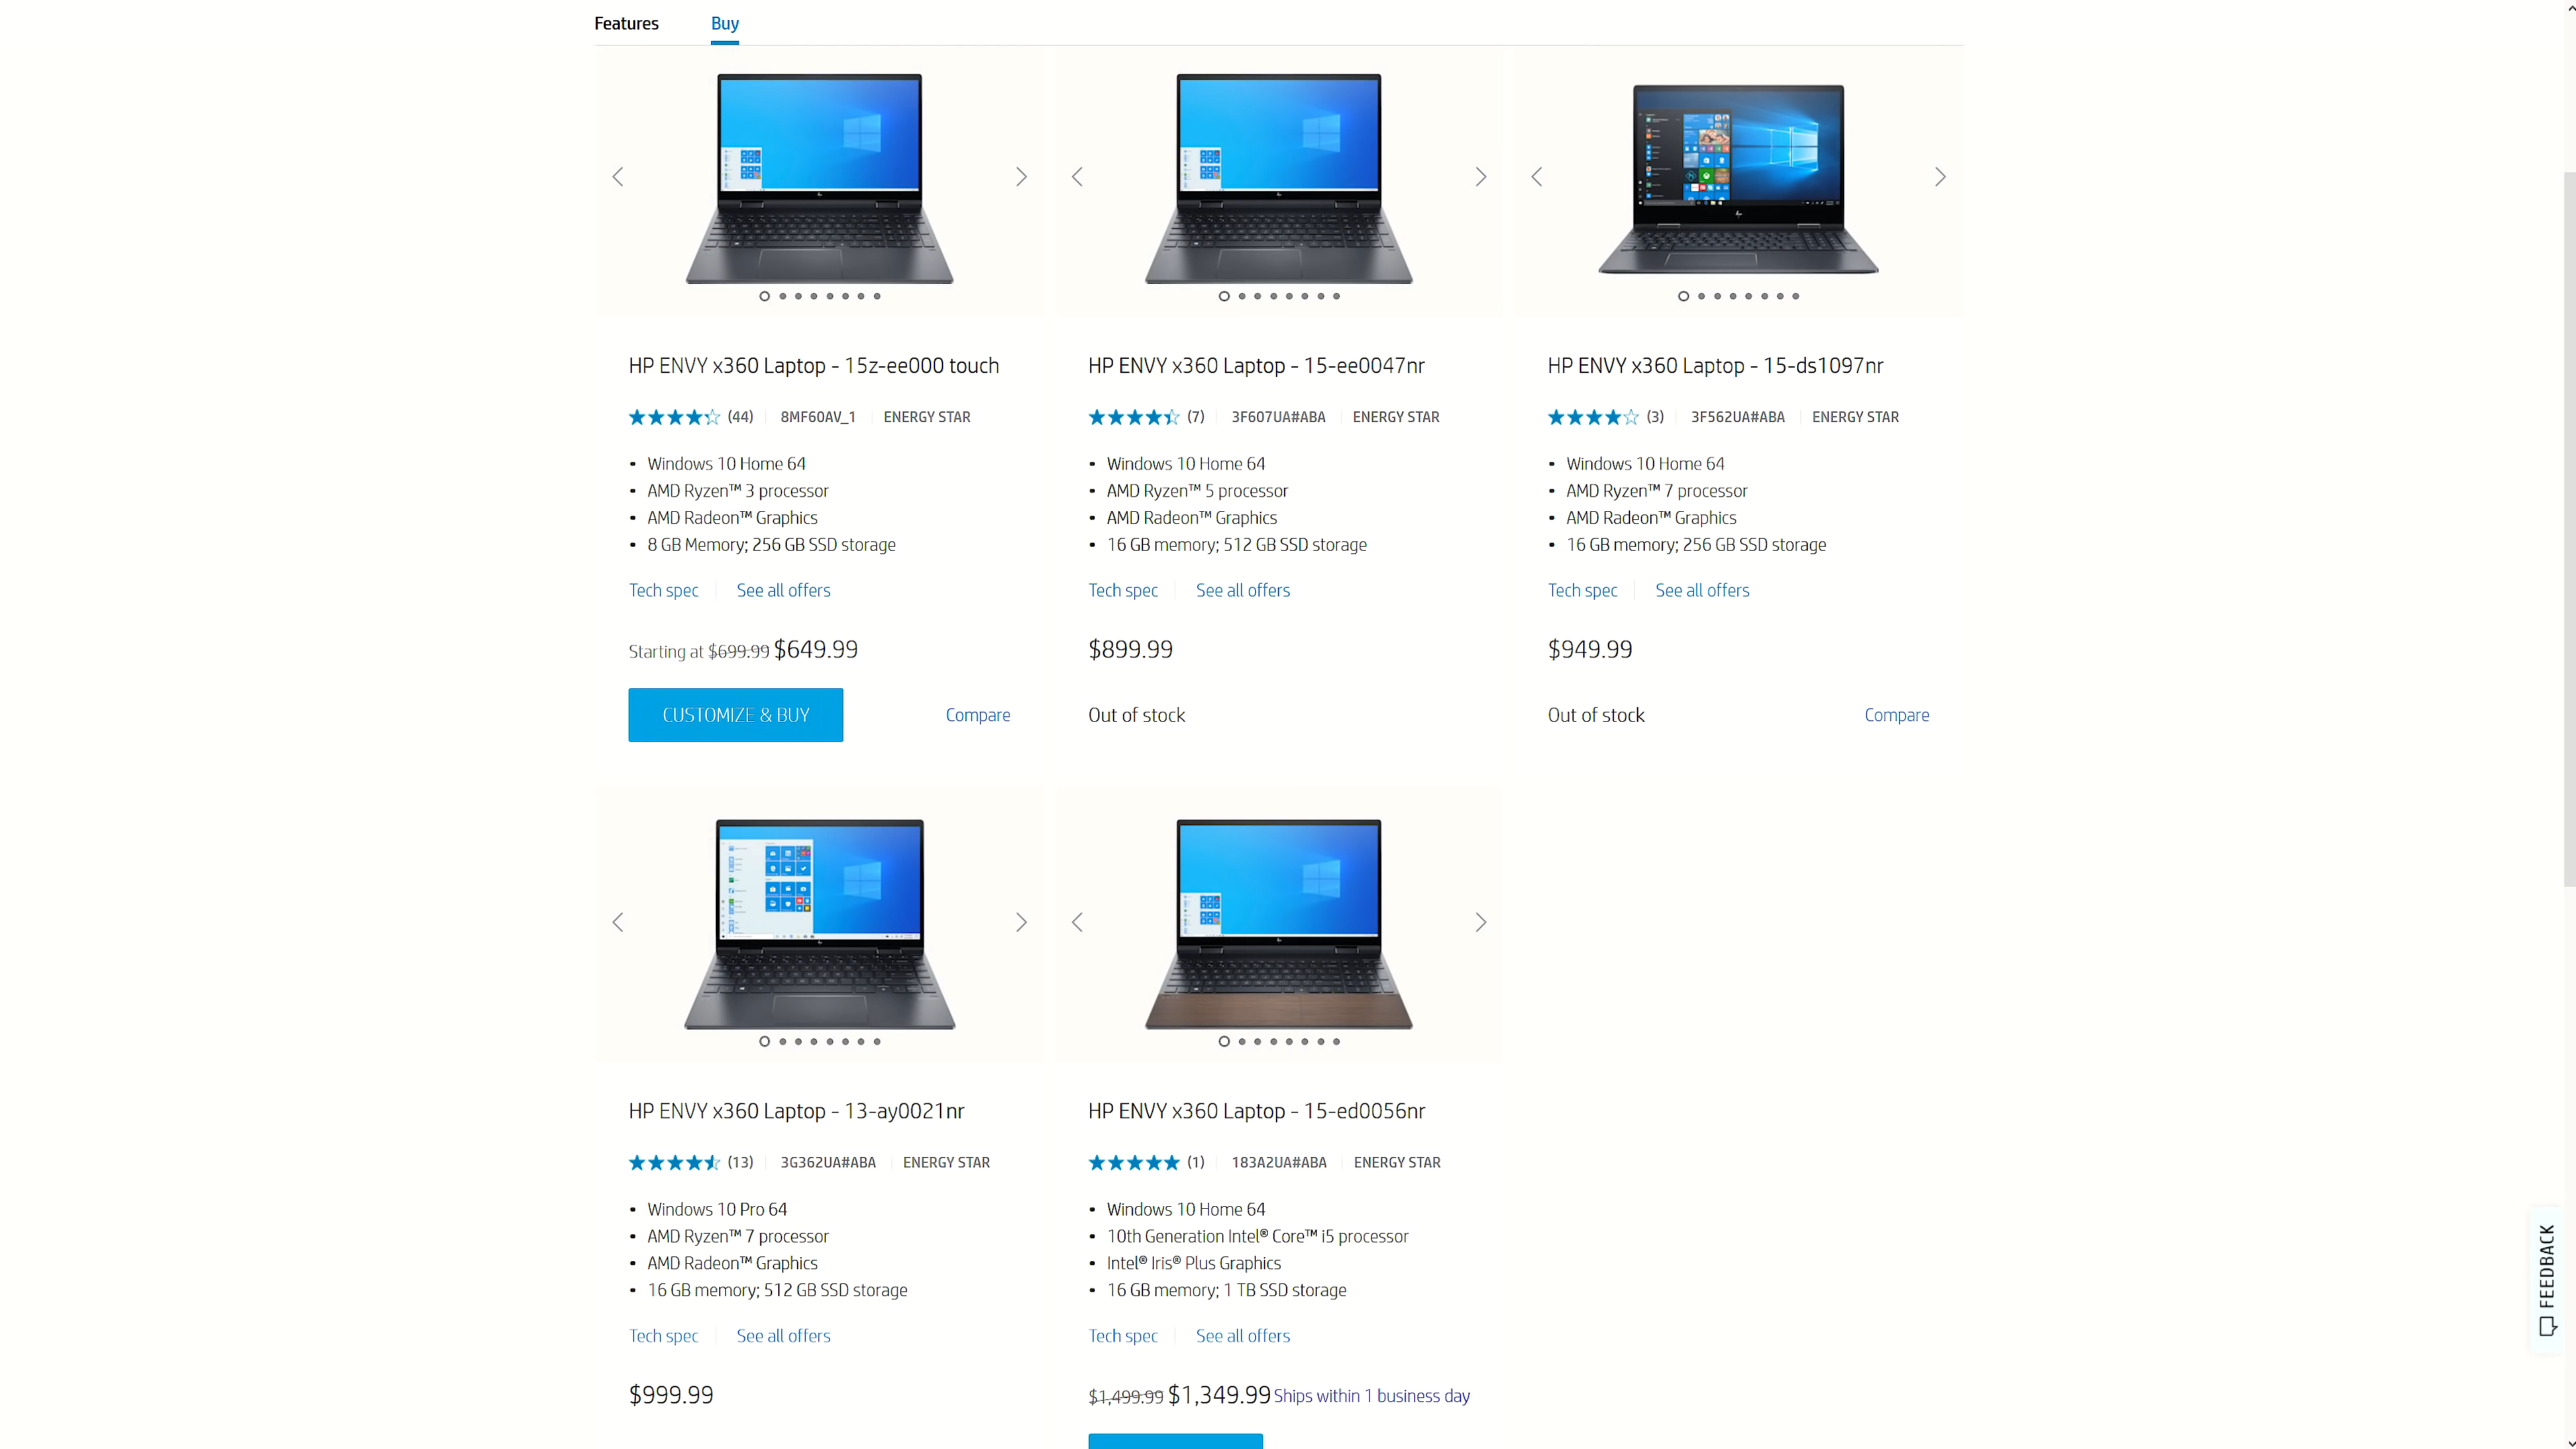 Features Buy
HP ENVY x360 Laptop - 15z-ee000 touch
(44) 8MF60AV_1 ENERGY STAR
• Windows 10 Home 64
• AMD Ryzen™ 3 processor
• AMD Radeon™ Graphics
• 8 GB Memory; 256 GB SSD storage
Tech spec See all offers
Starting at $699.99 $649.99
CUSTOMIZE & BUY Compare
HP ENVY x360 Laptop - 15-ee0047nr
(7) 3F607UA#ABA ENERGY STAR
• Windows 10 Home 64
• AMD Ryzen™ 5 processor
• AMD Radeon™ Graphics
• 16 GB memory; 512 GB SSD storage
Tech spec See all offers
$899.99
Out of stock
HP ENVY x360 Laptop - 15-ds1097nr
(3) 3F562UA#ABA ENERGY STAR
• Windows 10 Home 64
• AMD Ryzen™ 7 processor
• AMD Radeon™ Graphics
• 16 GB memory; 256 GB SSD storage
Tech spec See all offers
$949.99
Out of stock Compare
HP ENVY x360 Laptop - 13-ay0021nr
(13) 3G362UA#ABA ENERGY STAR
• Windows 10 Pro 64
• AMD Ryzen™ 7 processor
• AMD Radeon™ Graphics
• 16 GB memory; 512 GB SSD storage
Tech spec See all offers
$999.99
HP ENVY x360 Laptop - 15-ed0056nr
(1) 183A2UA#ABA ENERGY STAR
• Windows 10 Home 64
• 10th Generation Intel® Core™ i5 processor
• Intel® Iris® Plus Graphics
• 16 GB memory; 1 TB SSD storage
Tech spec See all offers
$1,499.99 $1,349.99 Ships within 1 business day
FEEDBACK